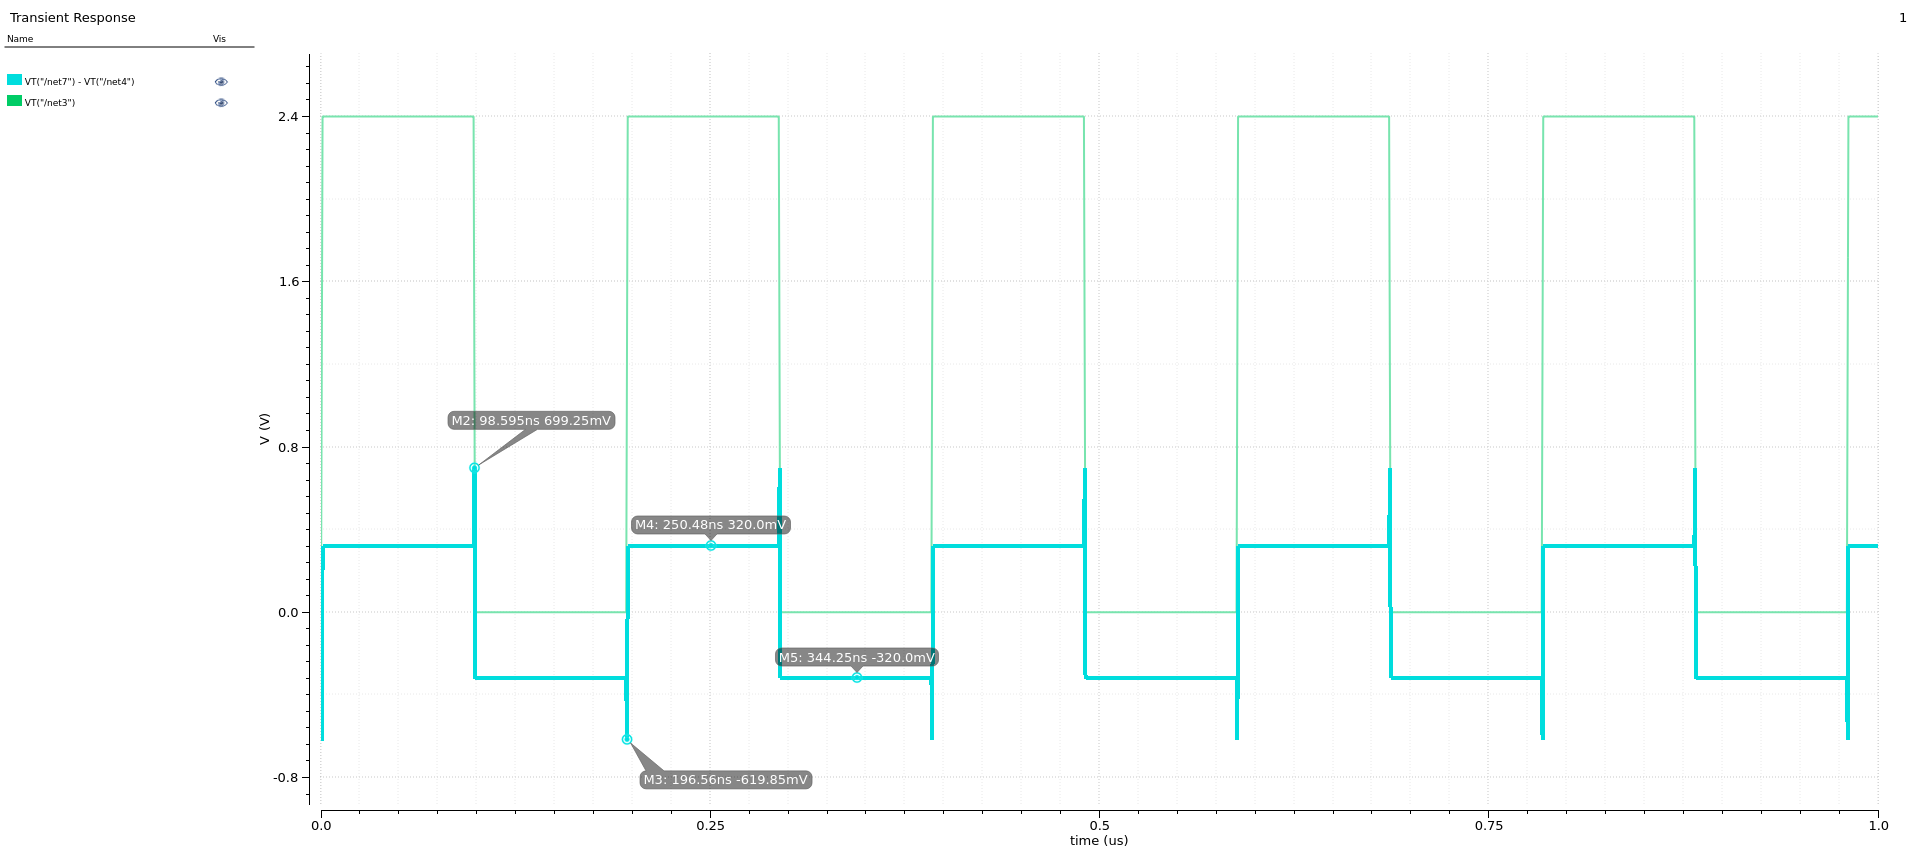 Transient Response
1
Name Vis
VT("/net7") - VT("/net4")
VT("/net3")
2.4
1.6
0.8
0.0
-0.8
V (V)
M2: 98.595ns 699.25mV
M4: 250.48ns 320.0mV
M5: 344.25ns -320.0mV
M3: 196.56ns -619.85mV
0.0 0.25 0.5 0.75 1.0
time (us)